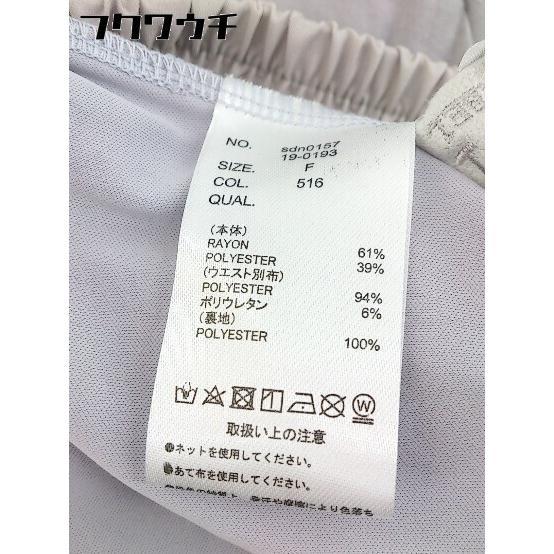 フクウウチ
NO. sdn0157
19-0193
SIZE. F
COL. 516
QUAL.
(本体)
RAYON 61%
POLYESTER 39%
(ウエスト別布)
POLYESTER 94%
ポリウレタン 6%
(裏地)
POLYESTER 100%
W
取扱い上の注意
●ネットを使用してください。
●あて布を使用してください。